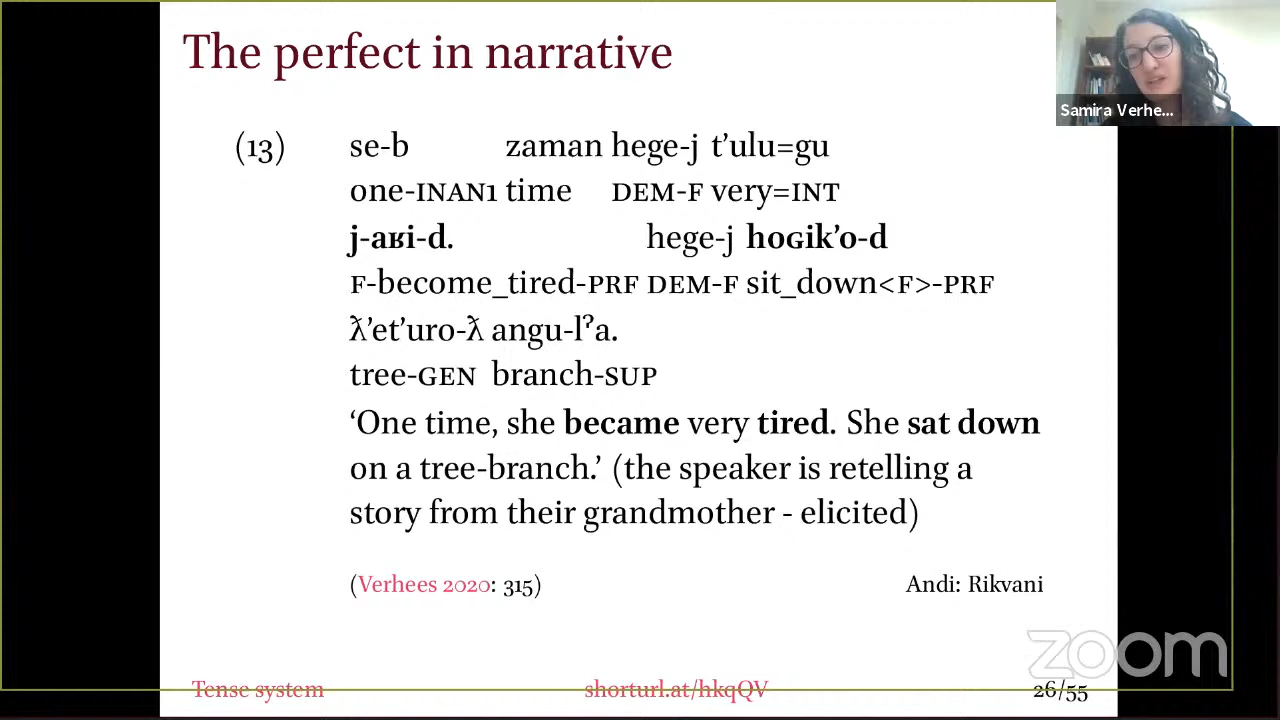 The perfect in narrative
Samira Verhe...
(13) se-b zaman hege-j t’ulu=gu
one-INAN1 time DEM-F very=INT
j-aʁi-d. hege-j hoɢik’o-d
F-become_tired-PRF DEM-F sit_down<F>-PRF
ƛ’et’uro-ƛ angu-lˀa.
tree-GEN branch-SUP
‘One time, she became very tired. She sat down
on a tree-branch.’ (the speaker is retelling a
story from their grandmother - elicited)
(Verhees 2020: 315) Andi: Rikvani
zoom
Tense system shorturl.at/hkqQV 26/55